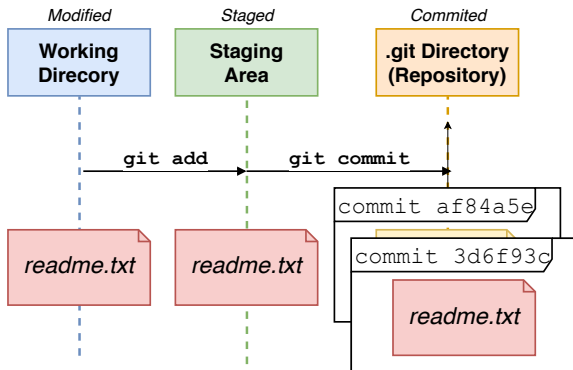 Modified
Staged
Commited
Working
Direcory
Staging
Area
.git Directory
(Repository)
git add
git commit
commit af84a5e
commit 3d6f93c
readme.txt
readme.txt
readme.txt